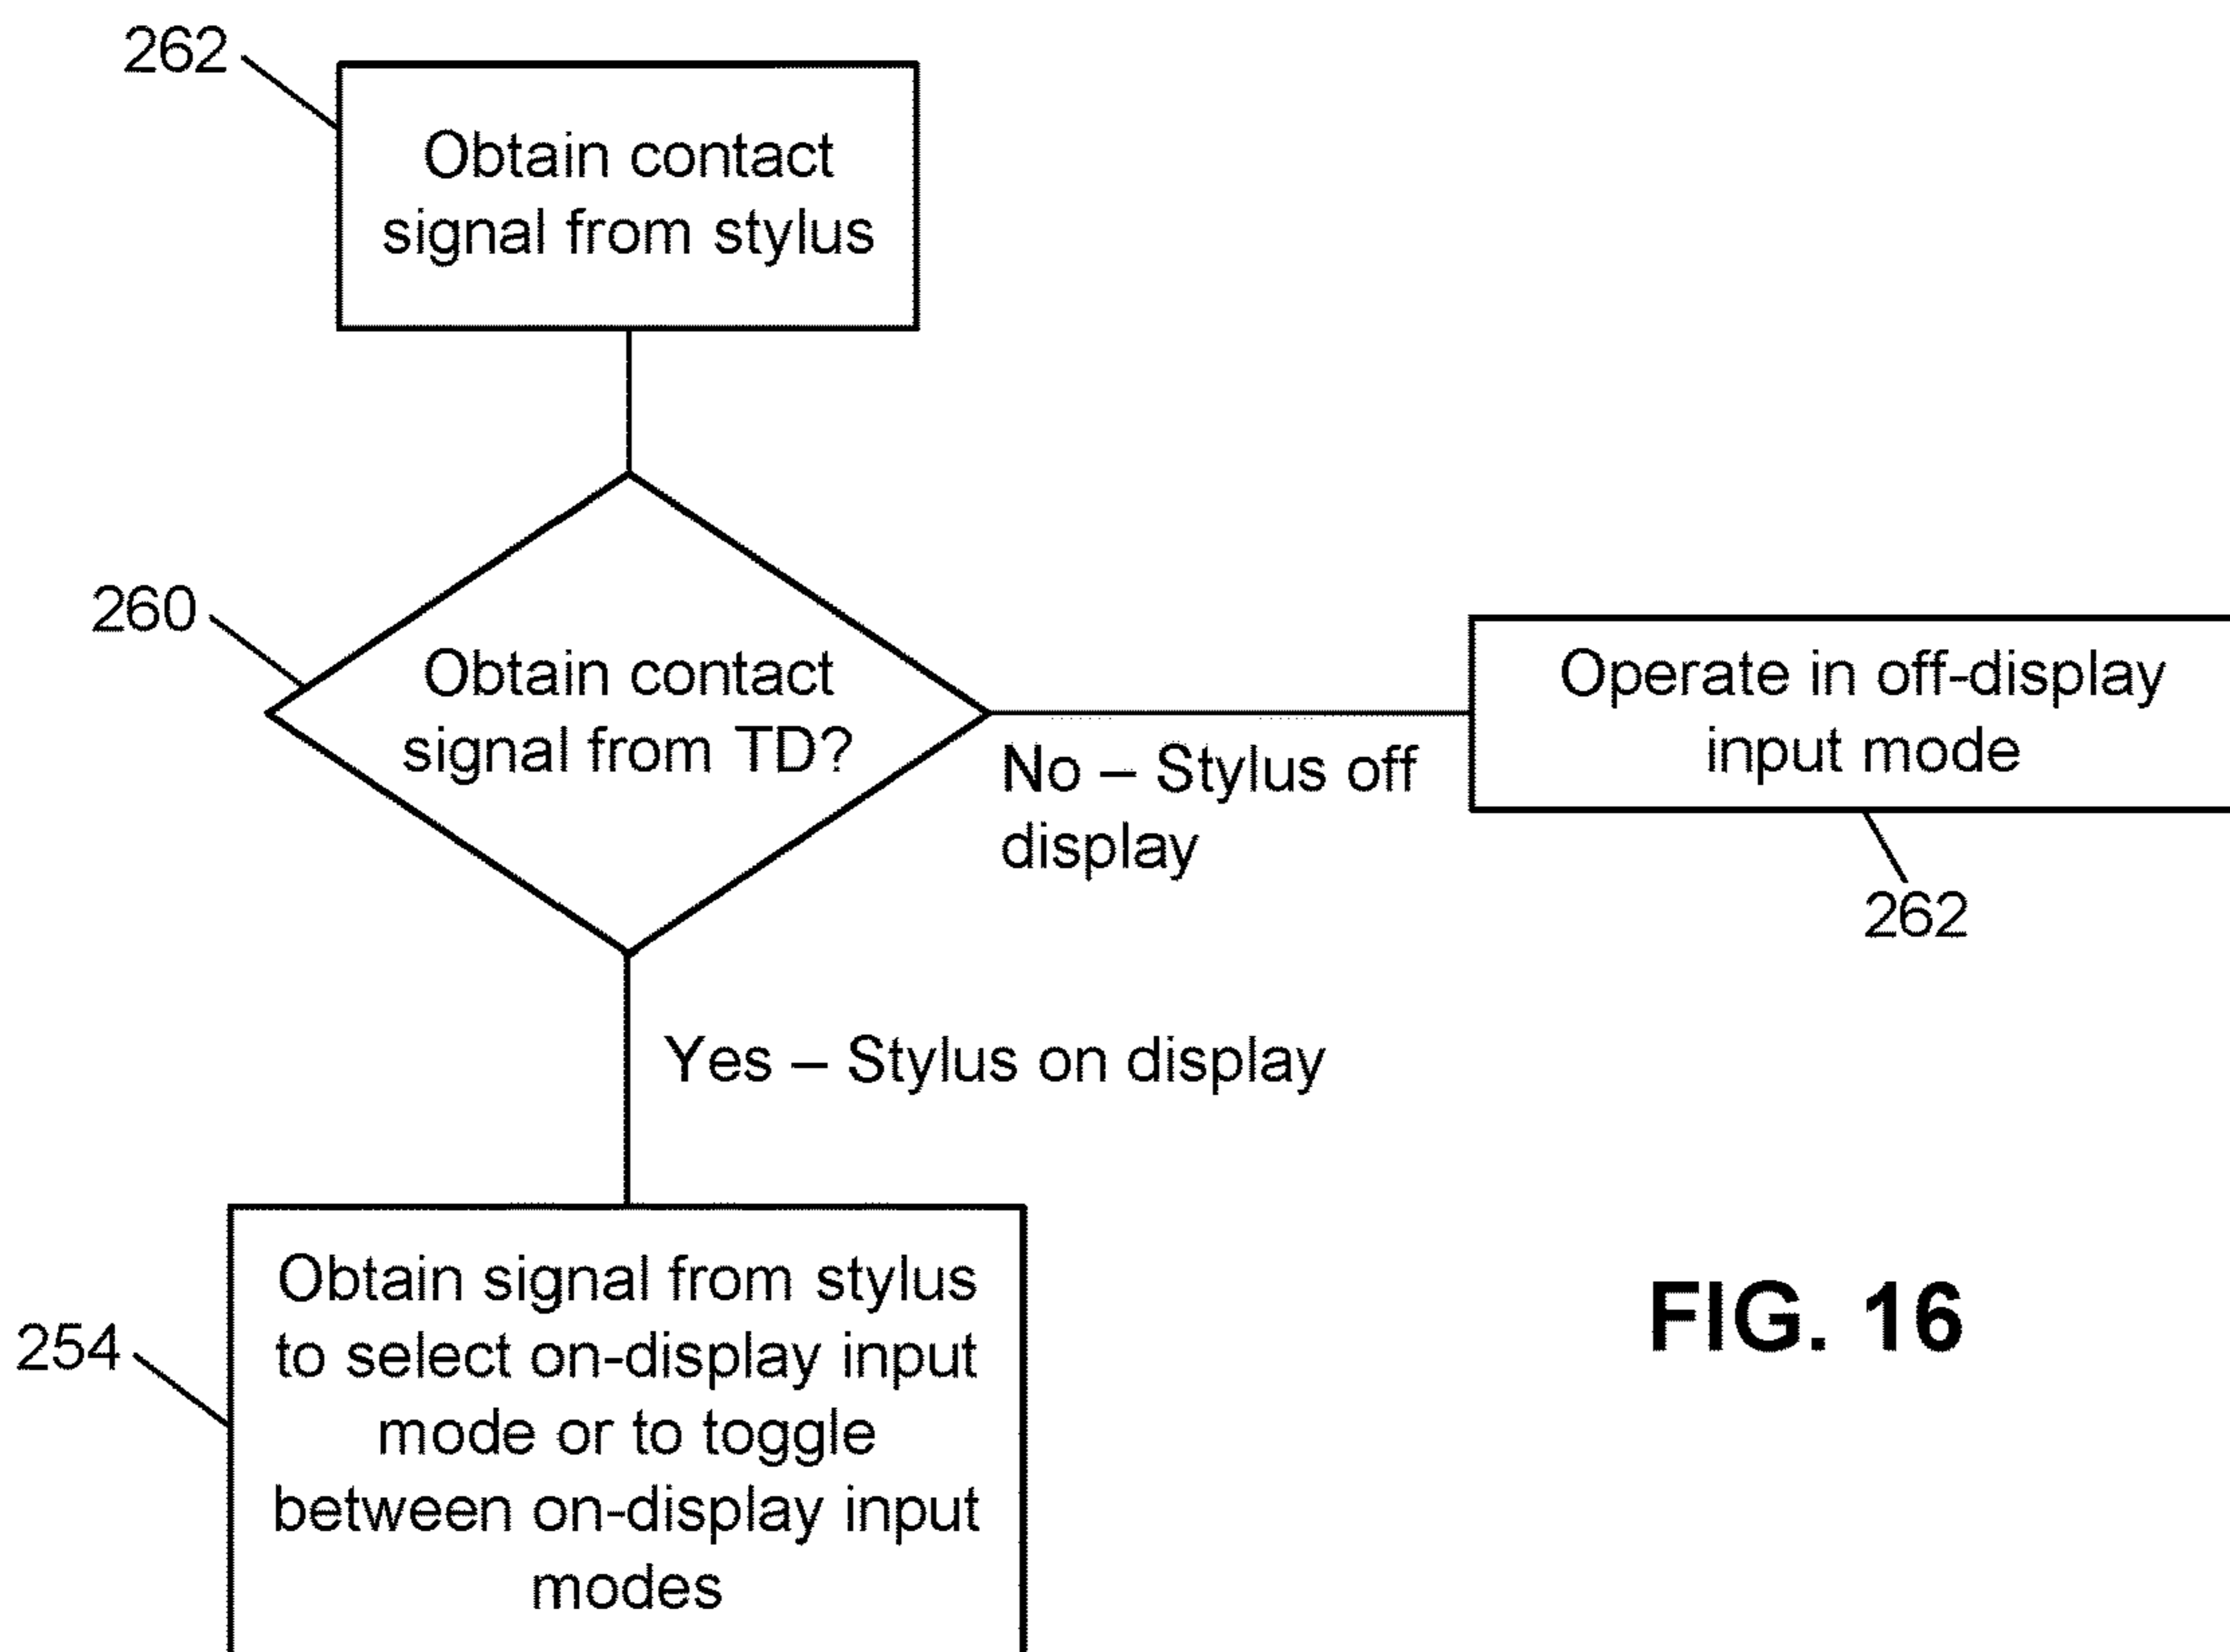 262
Obtain contact
signal from stylus
260
Obtain contact
signal from TD?
No – Stylus off
display
Operate in off-display
input mode
262
Yes – Stylus on display
254
Obtain signal from stylus
to select on-display input
mode or to toggle
between on-display input
modes
FIG. 16